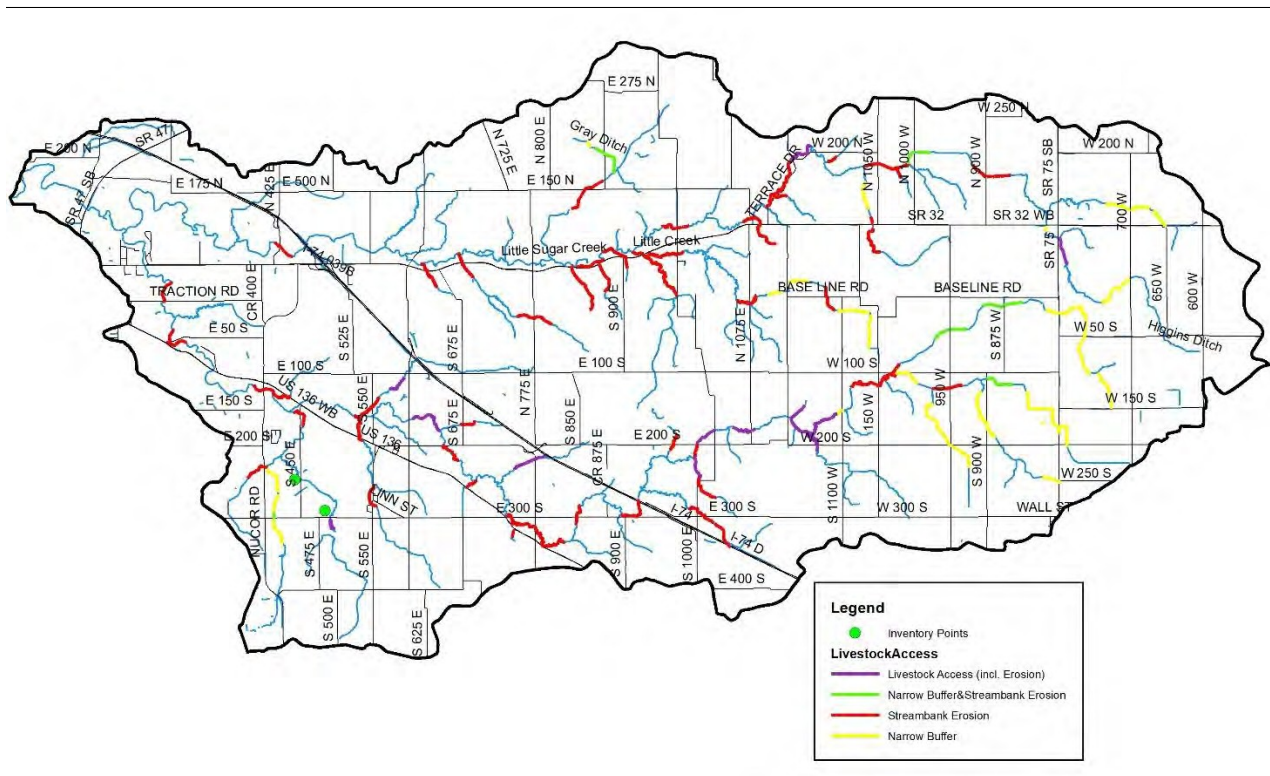 E 275 N
W 250 N
Gray Ditch
N 725 E
N 800 E
SR 47
E 200 N
E 175 N
E 500 N
N 425 E
E 150 N
TERRACE DR
W 200 N
N 1050 W
N 1000 W
N 900 W
SR 75 SB
W 200 N
SR 47 SB
SR 32
SR 32 WB
700 W
SR 75
Little Sugar Creek
Little Creek
I-74 039B
TRACTION RD
CR 400 E
S 900 E
N 1075 E
BASE LINE RD
BASELINE RD
650 W
600 W
E 50 S
S 525 E
S 675 E
S 875 W
W 50 S
Higgins Ditch
E 100 S
E 100 S
W 100 S
US 136 WB
S 550 E
N 775 E
S 850 E
150 W
950 W
W 150 S
E 150 S
US 136
S 675 E
E 200 S
E 200 S
W 200 S
S 450 E
CR 875 E
S 900 W
W 250 S
NUCOR RD
LINN ST
E 300 S
I-74
E 300 S
S 1100 W
W 300 S
WALL ST
I-74 D
S 475 E
S 550 E
S 900 E
S 1000 E
E 400 S
S 500 E
S 625 E
Legend
Inventory Points
LivestockAccess
Livestock Access (incl. Erosion)
Narrow Buffer&Streambank Erosion
Streambank Erosion
Narrow Buffer